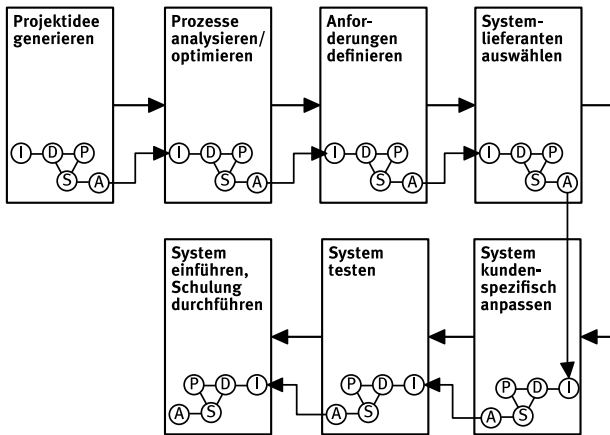 Projektidee
generieren
I D P
S A
Prozesse
analysieren/
optimieren
I D P
S A
Anfor-
derungen
definieren
I D P
S A
System-
lieferanten
auswählen
I D P
S A
System
einführen,
Schulung
durchführen
P D I
A S
System
testen
P D I
A S
System
kunden-
spezifisch
anpassen
P D I
A S